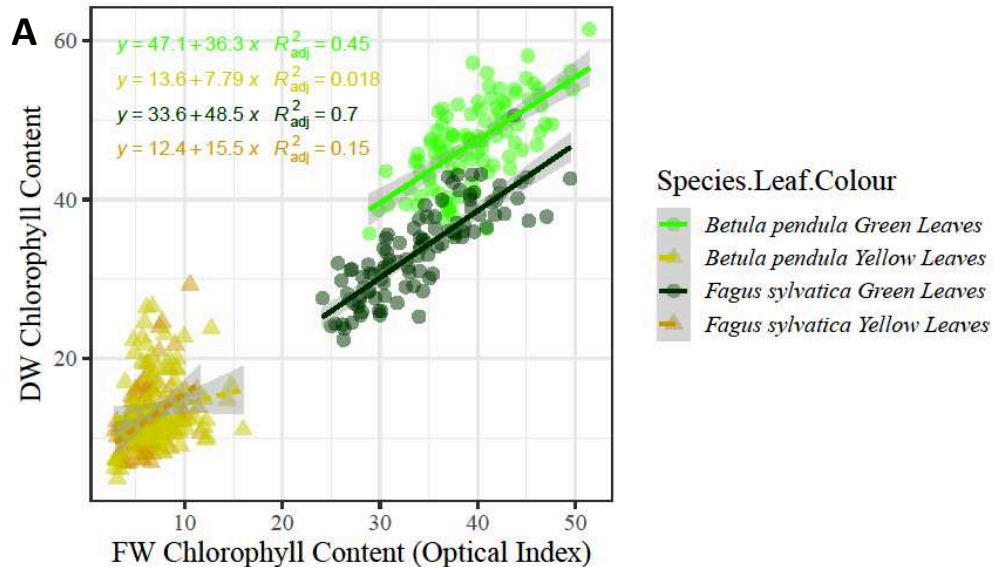 A
y = 47.1 + 36.3 x R²adj = 0.45
y = 13.6 + 7.79 x R²adj = 0.018
y = 33.6 + 48.5 x R²adj = 0.7
y = 12.4 + 15.5 x R²adj = 0.15
60
40
20
DW Chlorophyll Content
10 20 30 40 50
FW Chlorophyll Content (Optical Index)
Species.Leaf.Colour
Betula pendula Green Leaves
Betula pendula Yellow Leaves
Fagus sylvatica Green Leaves
Fagus sylvatica Yellow Leaves